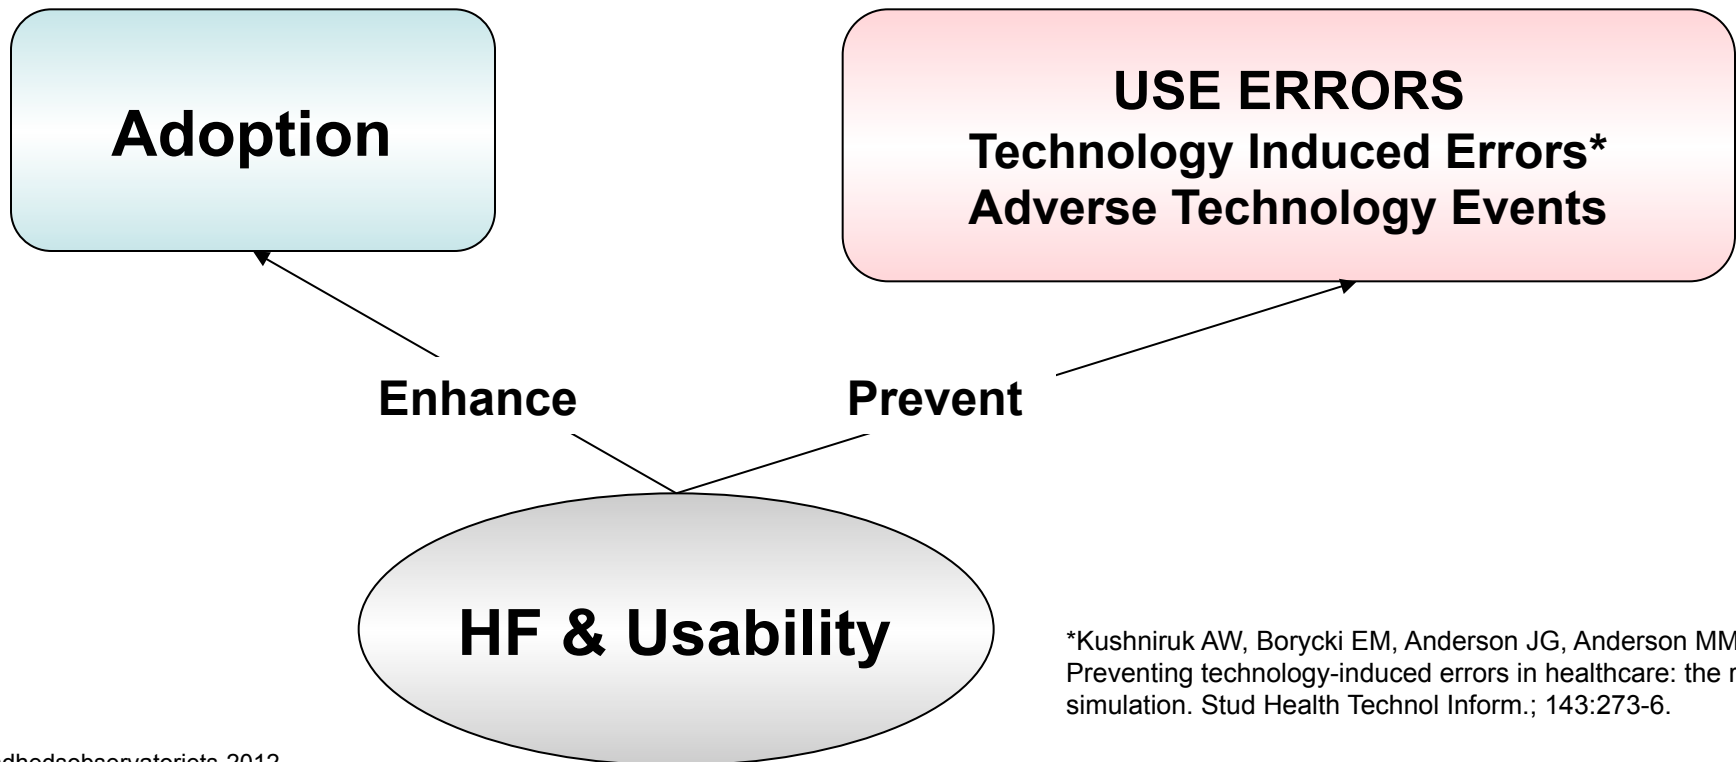 Adoption
USE ERRORS
Technology Induced Errors*
Adverse Technology Events
Enhance
Prevent
HF & Usability
*Kushniruk AW, Borycki EM, Anderson JG, Anderson MM
Preventing technology-induced errors in healthcare: the
simulation. Stud Health Technol Inform.; 143:273-6.
2012